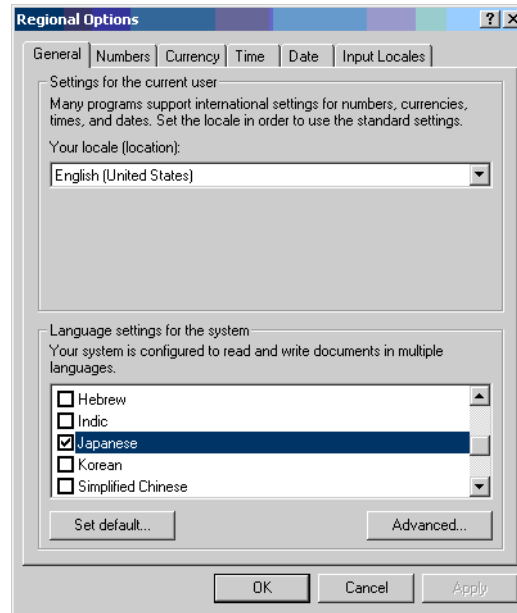 Regional Options
General Numbers Currency Time Date Input Locales
Settings for the current user
Many programs support international settings for numbers, currencies,
times, and dates. Set the locale in order to use the standard settings.
Your locale (location):
English (United States)
Language settings for the system
Your system is configured to read and write documents in multiple
languages.
Hebrew
Indic
Japanese
Korean
Simplified Chinese
Set default... Advanced...
OK Cancel Apply